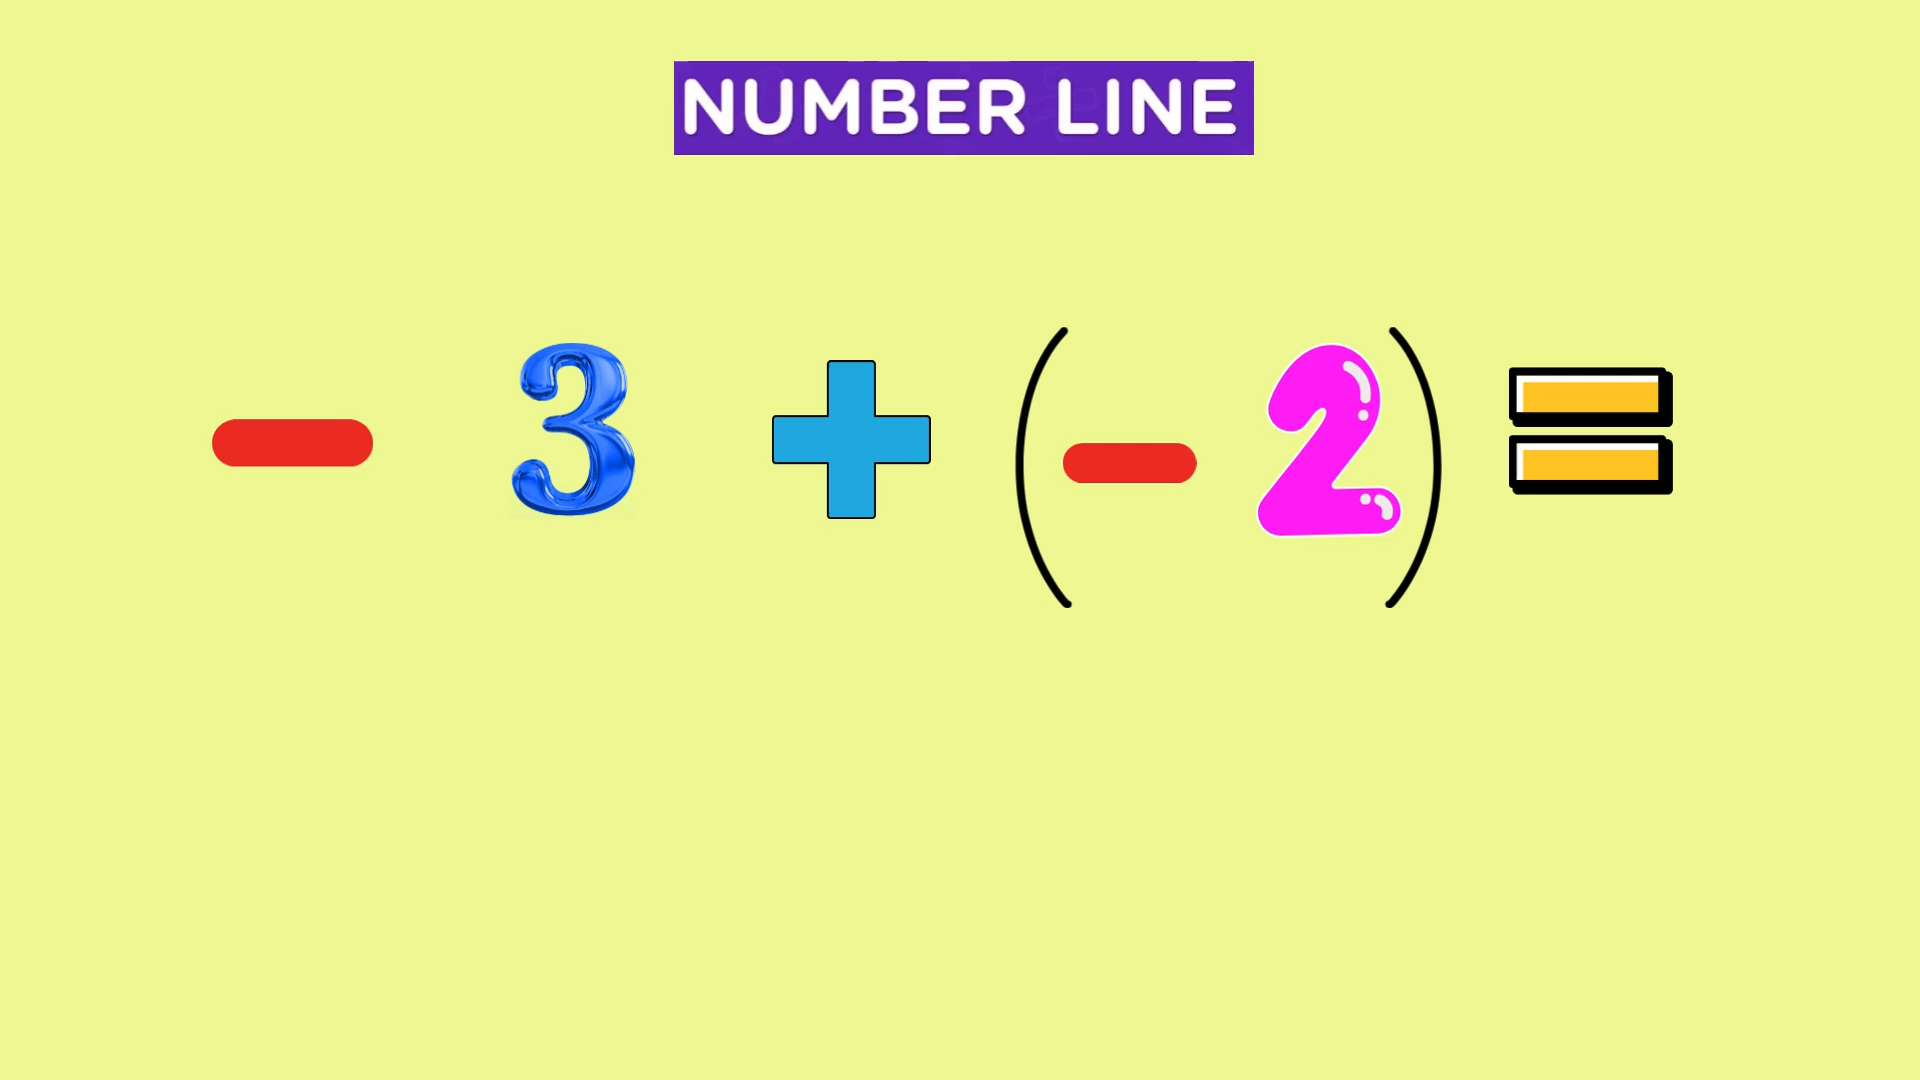 NUMBER LINE
- 3 + (- 2) =